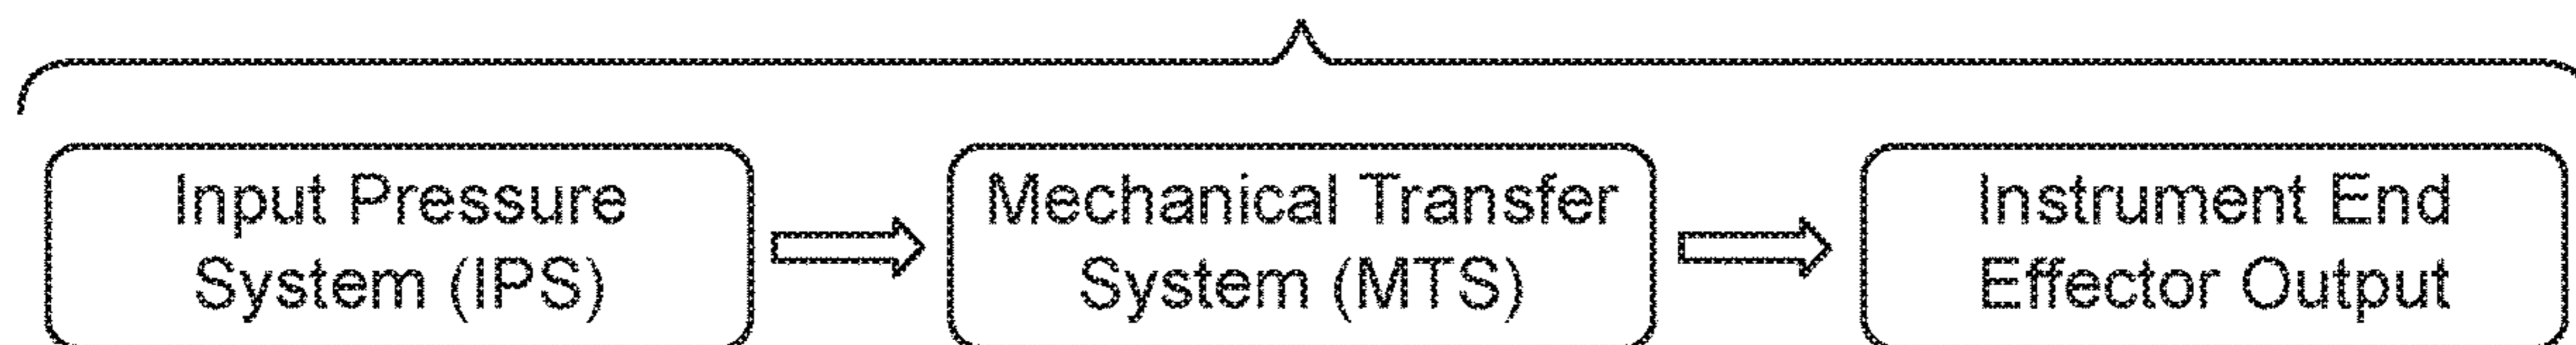 Input Pressure
System (IPS)
Mechanical Transfer
System (MTS)
Instrument End
Effector Output